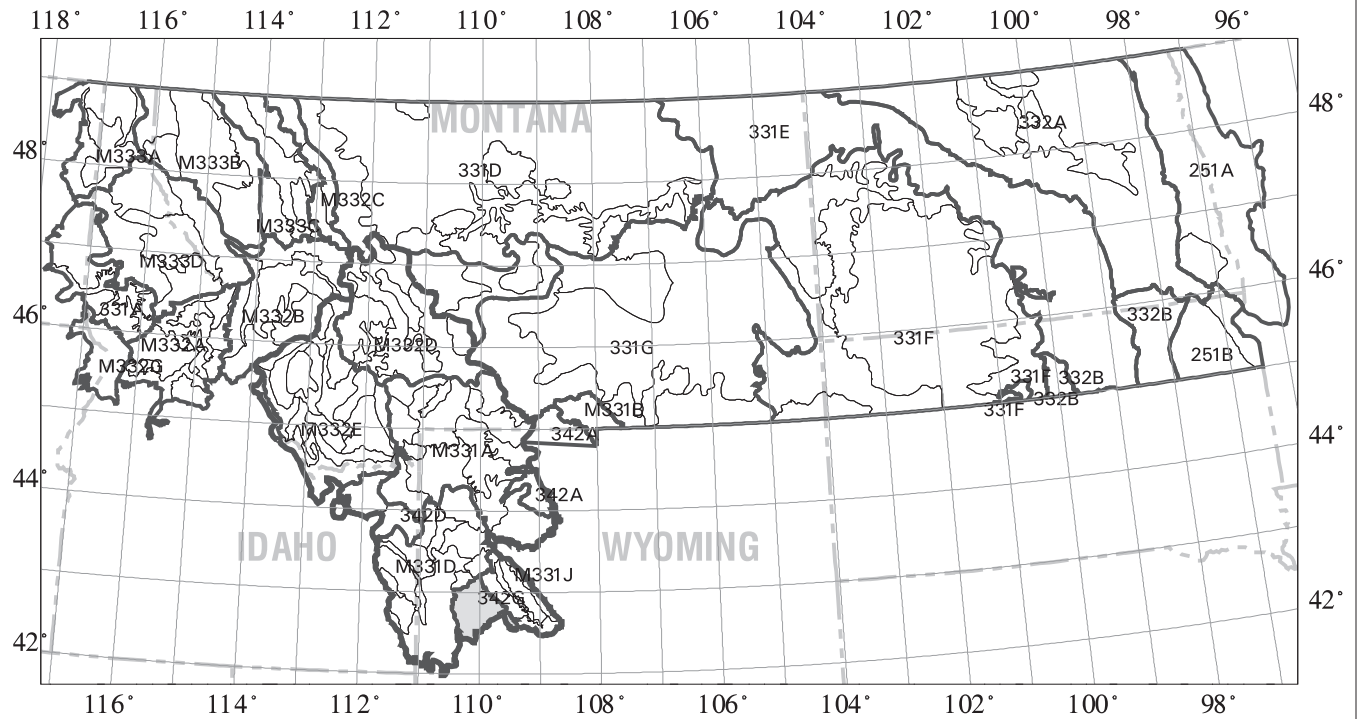 118° 116° 114° 112° 110° 108° 106° 104° 102° 100° 98° 96°
48° MONTANA 331E 332A 48°
M333A M333B 331D 251A
M332C
M333C
46° M333D 46°
331A M332B 332B
M332A M332D 331G 331F 251B
M332G 331F 332B
M331B 331F 332B
M332E 342A 44°
M331A
44° 342A
342D
IDAHO WYOMING
M331D M331J
342G 42°
42°
116° 114° 112° 110° 108° 106° 104° 102° 100° 98°